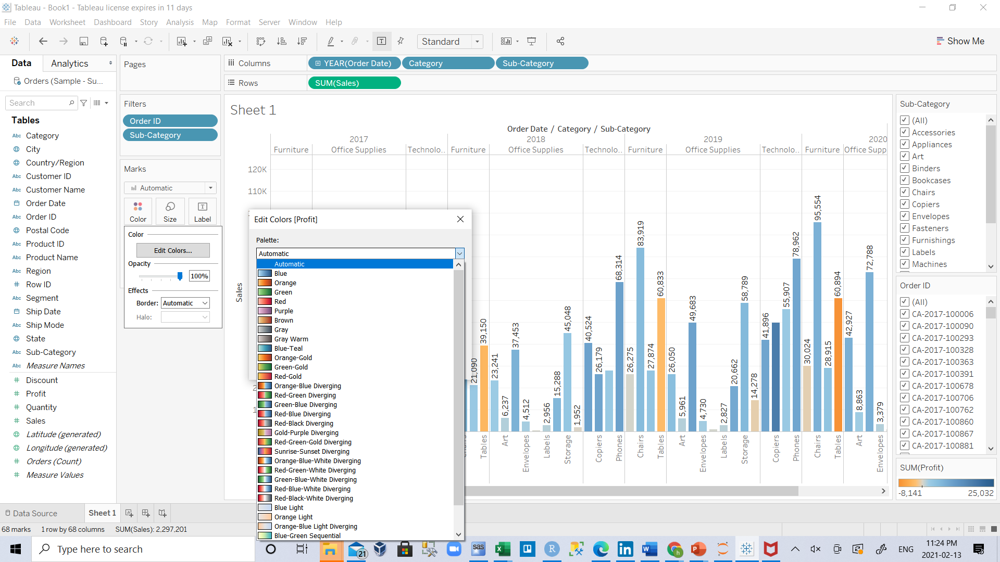 Tableau - Book1 - Tableau license expires in 11 days
File Data Worksheet Dashboard Story Analysis Map Format Server Window Help
Standard
Show Me
Data Analytics
Orders (Sample - Su...
Search
Tables
Abc Category
City
Country/Region
Abc Customer ID
Abc Customer Name
Order Date
Abc Order ID
Postal Code
Abc Product ID
Abc Product Name
Abc Region
# Row ID
Abc Segment
Ship Date
Abc Ship Mode
State
Abc Sub-Category
Abc Measure Names
# Discount
# Profit
# Quantity
# Sales
Latitude (generated)
Longitude (generated)
# Orders (Count)
# Measure Values
Pages
Filters
Order ID
Sub-Category
Marks
Automatic
Color Size Label
Color
Edit Colors...
Opacity
100%
Effects
Border: Automatic
Halo:
Columns YEAR(Order Date) Category Sub-Category
Rows SUM(Sales)
Sheet 1
Order Date / Category / Sub-Category
2017 2018 2019 2020
Furniture Office Supplies Technolo.. Furniture Office Supplies Technolo.. Furniture Office Supplies Technolo.. Furniture Office Supp
120K
110K
Sales
21,090
39,150
23,241
6,237
37,453
4,512
2,956
15,288
45,048
1,952
40,524
26,179
68,314
26,275
83,919
27,874
60,833
26,050
5,961
49,683
4,730
2,827
20,662
58,789
14,278
41,896
55,907
78,962
30,024
95,554
28,915
60,894
42,927
8,863
72,788
3,379
Tables
Art
Envelopes
Labels
Storage
Copiers
Phones
Chairs
Tables
Art
Envelopes
Labels
Storage
Copiers
Phones
Chairs
Tables
Art
Envelopes
Edit Colors [Profit]
Palette:
Automatic
Automatic
Blue
Orange
Green
Red
Purple
Brown
Gray
Gray Warm
Blue-Teal
Orange-Gold
Green-Gold
Red-Gold
Orange-Blue Diverging
Red-Green Diverging
Green-Blue Diverging
Red-Blue Diverging
Red-Black Diverging
Gold-Purple Diverging
Red-Green-Gold Diverging
Sunrise-Sunset Diverging
Orange-Blue-White Diverging
Red-Green-White Diverging
Green-Blue-White Diverging
Red-Blue-White Diverging
Red-Black-White Diverging
Blue Light
Orange Light
Orange-Blue Light Diverging
Blue-Green Sequential
Sub-Category
(All)
Accessories
Appliances
Art
Binders
Bookcases
Chairs
Copiers
Envelopes
Fasteners
Furnishings
Labels
Machines
Order ID
(All)
CA-2017-100006
CA-2017-100090
CA-2017-100293
CA-2017-100328
CA-2017-100363
CA-2017-100391
CA-2017-100678
CA-2017-100706
CA-2017-100762
CA-2017-100860
CA-2017-100867
CA-2017-100881
SUM(Profit)
-8,141 25,032
Data Source Sheet 1
68 marks 1 row by 68 columns SUM(Sales): 2,297,201
Type here to search
21
sas
ENG
11:24 PM
2021-02-13